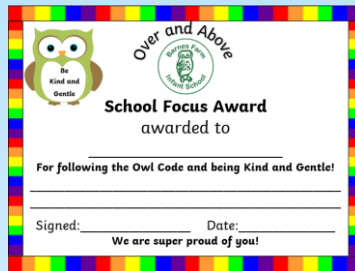 Over and Above
Be
Kind and
Gentle
Barnes Farm
Infant School
School Focus Award
awarded to
For following the Owl Code and being Kind and Gentle!
Signed: Date:
We are super proud of you!